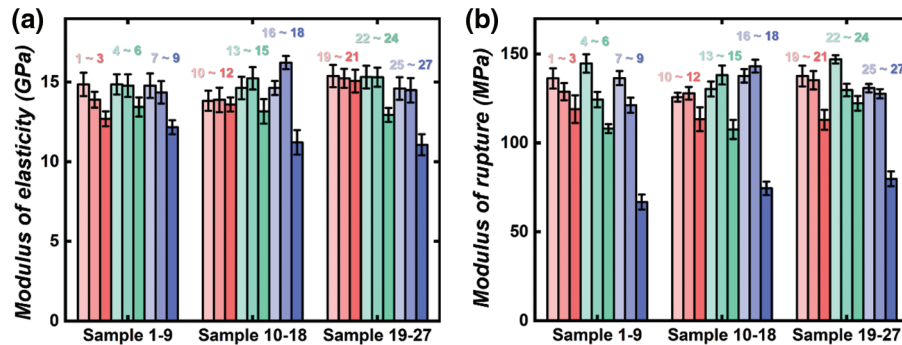 (a)
Modulus of elasticity (GPa)
20
15
10
5
0
1 ~ 3
4 ~ 6
7 ~ 9
10 ~ 12
13 ~ 15
16 ~ 18
19 ~ 21
22 ~ 24
25 ~ 27
Sample 1-9
Sample 10-18
Sample 19-27
(b)
Modulus of rupture (MPa)
150
100
50
0
1 ~ 3
4 ~ 6
7 ~ 9
10 ~ 12
13 ~ 15
16 ~ 18
19 ~ 21
22 ~ 24
25 ~ 27
Sample 1-9
Sample 10-18
Sample 19-27